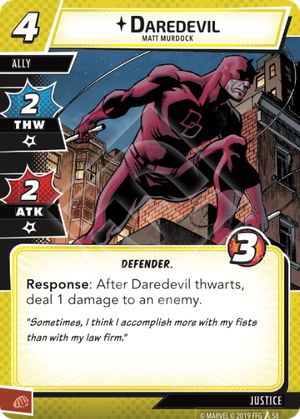 4
DAREDEVIL
MATT MURDOCK
ALLY
2
THW
2
ATK
3
DEFENDER.
Response: After Daredevil thwarts,
deal 1 damage to an enemy.
"Sometimes, I think I accomplish more with my fists
than with my law firm."
JUSTICE
© MARVEL © 2019 FFG 58